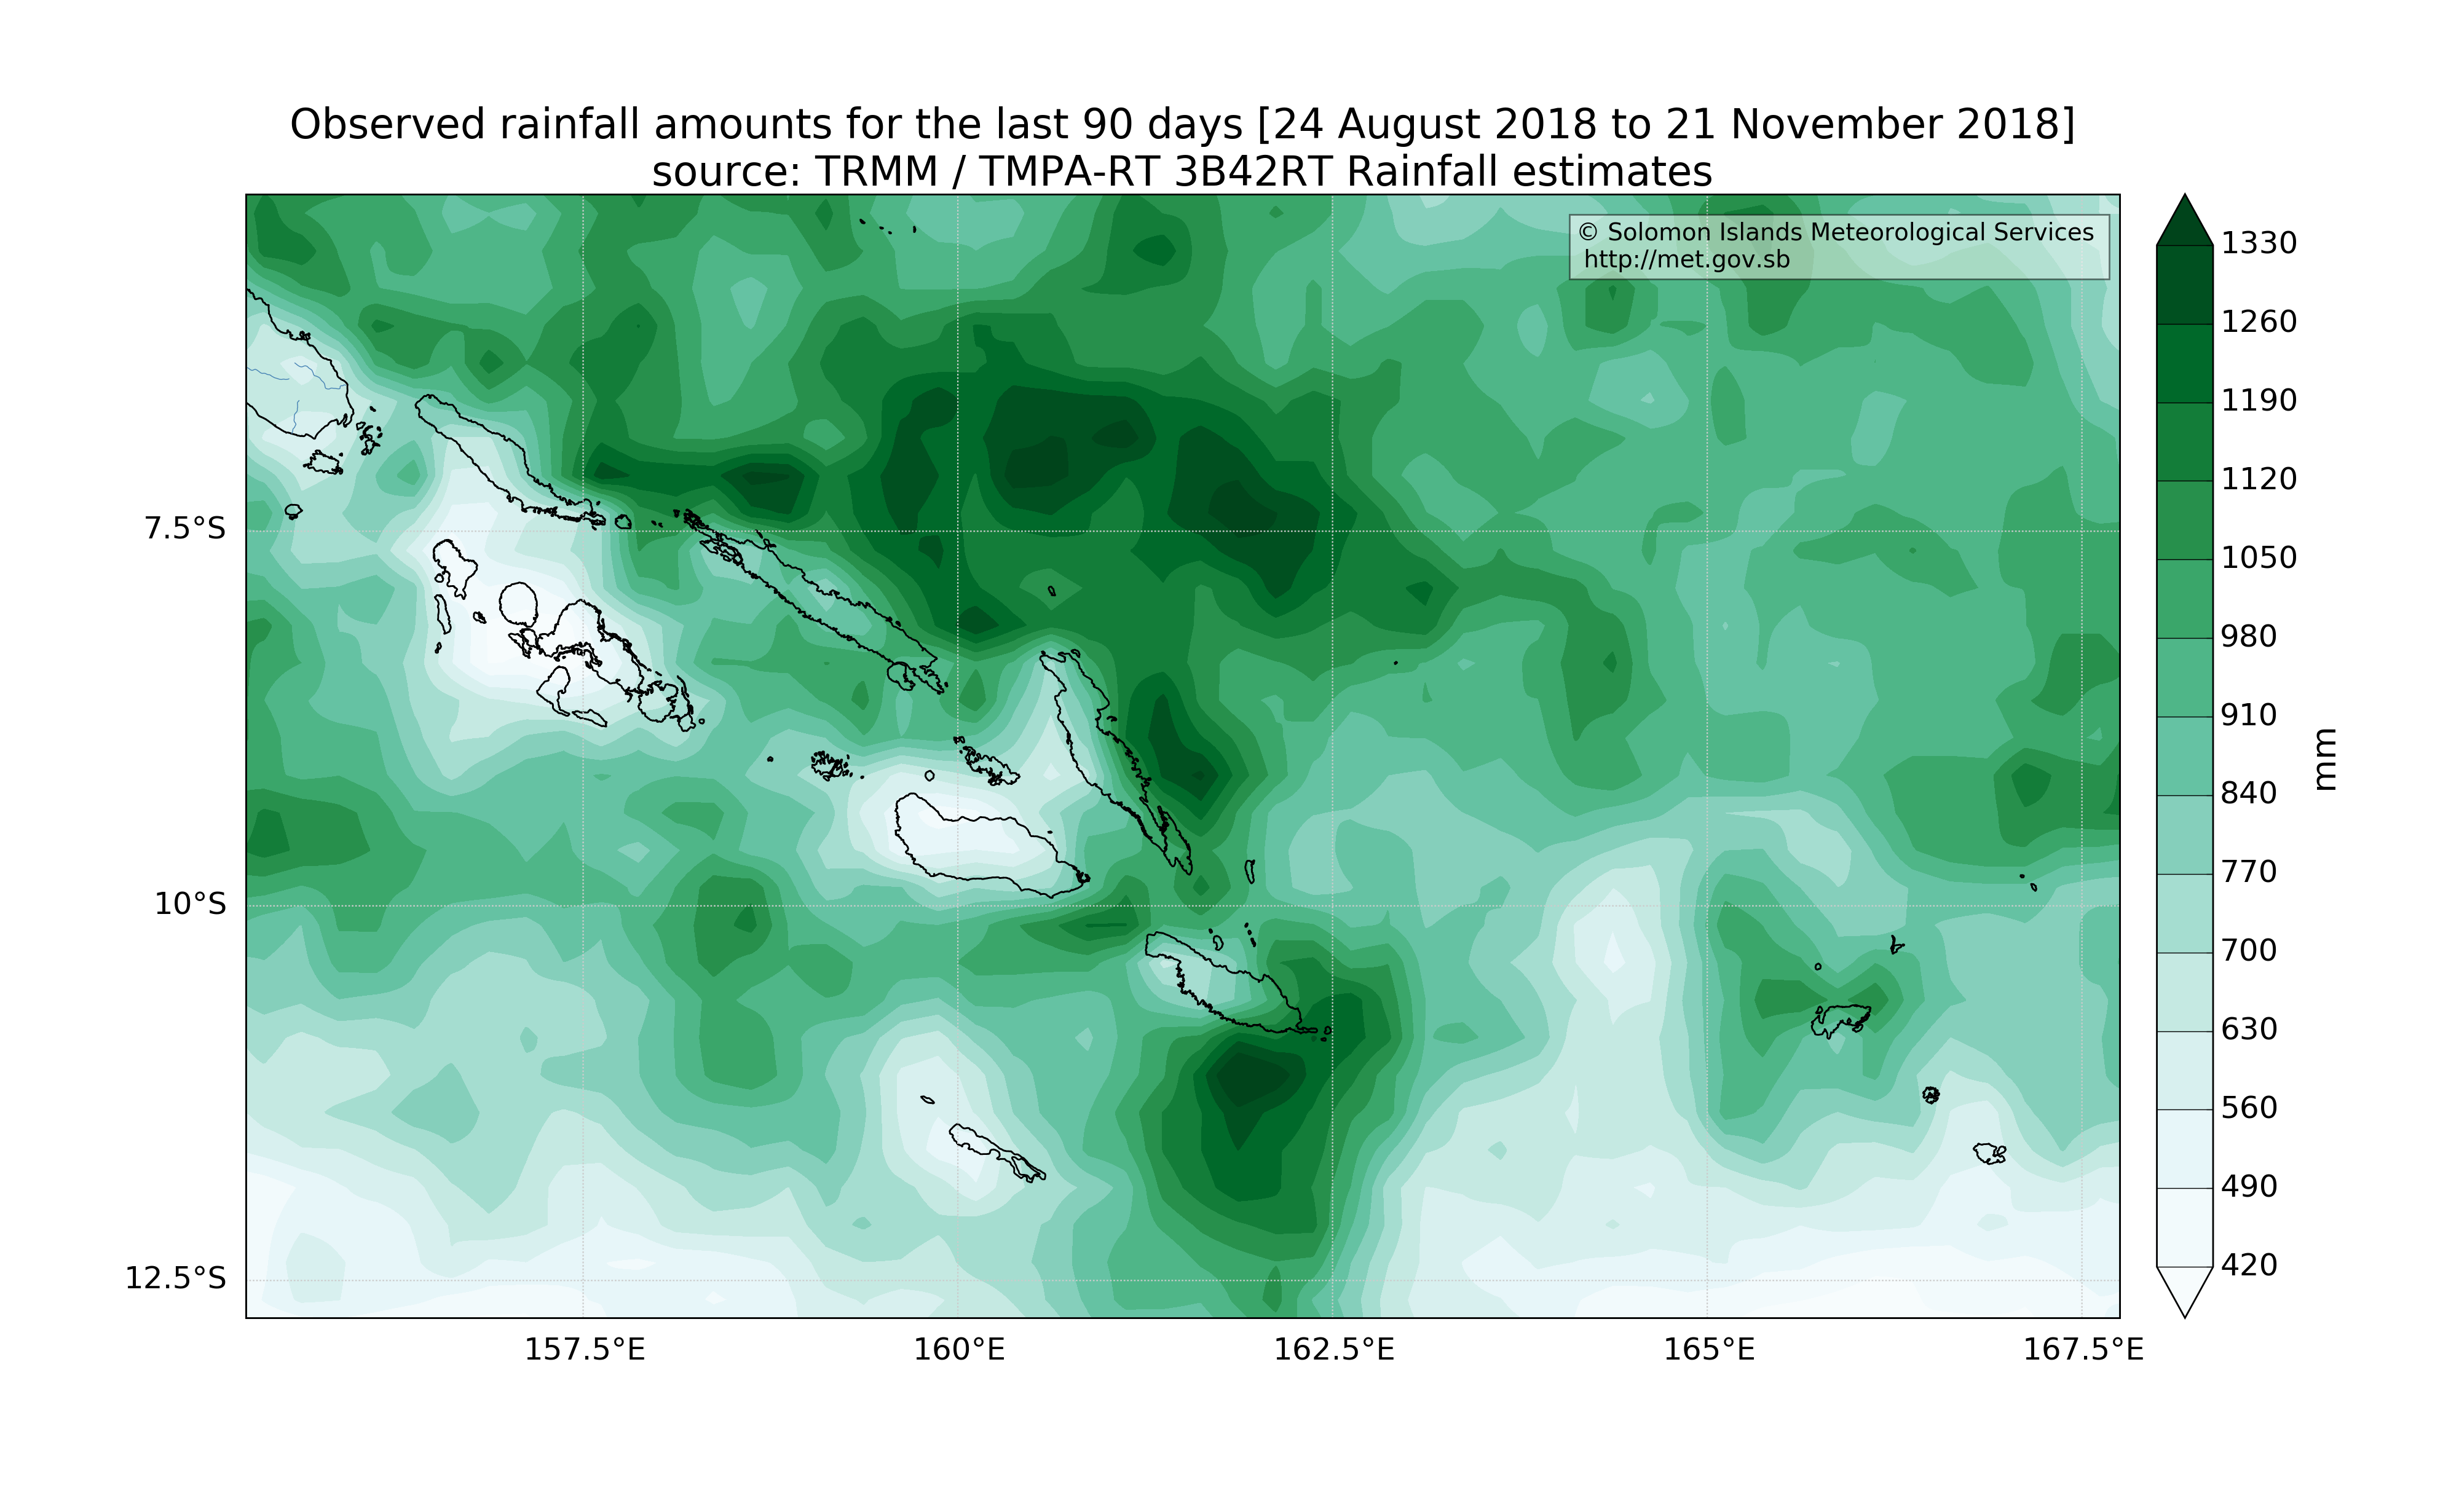 Observed rainfall amounts for the last 90 days [24 August 2018 to 21 November 2018]
source: TRMM / TMPA-RT 3B42RT Rainfall estimates
© Solomon Islands Meteorological Services
http://met.gov.sb
1330
1260
1190
1120
1050
980
910
840
770
700
630
560
490
420
mm
7.5°S
10°S
12.5°S
157.5°E
160°E
162.5°E
165°E
167.5°E